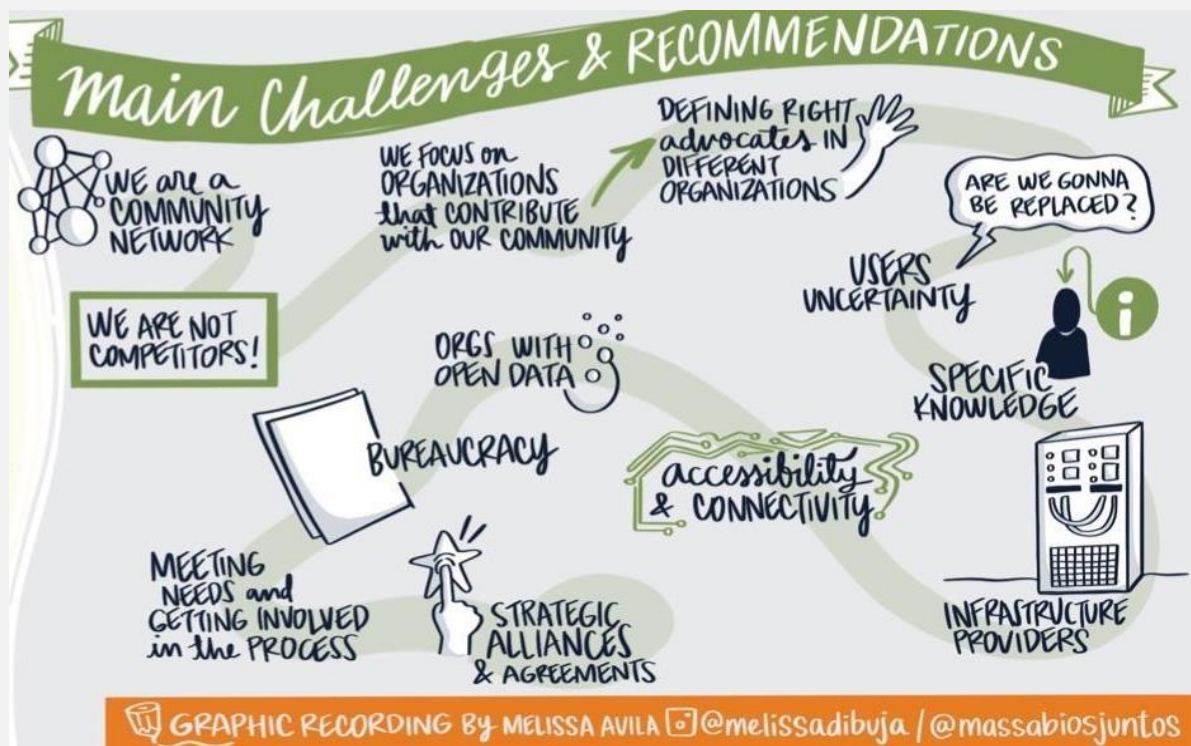 Main Challenges & RECOMMENDATIONS
WE are a
COMMUNITY
NETWORK
WE FOCUS on
ORGANIZATIONS
that CONTRIBUTE
with OUR COMMUNITY
DEFINING RIGHT
advocates IN
DIFFERENT
ORGANIZATIONS
ARE WE GONNA
BE REPLACED?
USERS
UNCERTAINTY
WE ARE NOT
COMPETITORS!
ORGS WITH
OPEN DATA
i
SPECIFIC
KNOWLEDGE
BUREAUCRACY
accessibility
& CONNECTIVITY
MEETING
NEEDS and
GETTING INVOLVED
in the PROCESS
STRATEGIC
ALLIANCES
& AGREEMENTS
INFRASTRUCTURE
PROVIDERS
GRAPHIC RECORDING BY MELISSA AVILA @melissadibuja / @massabiosjuntos